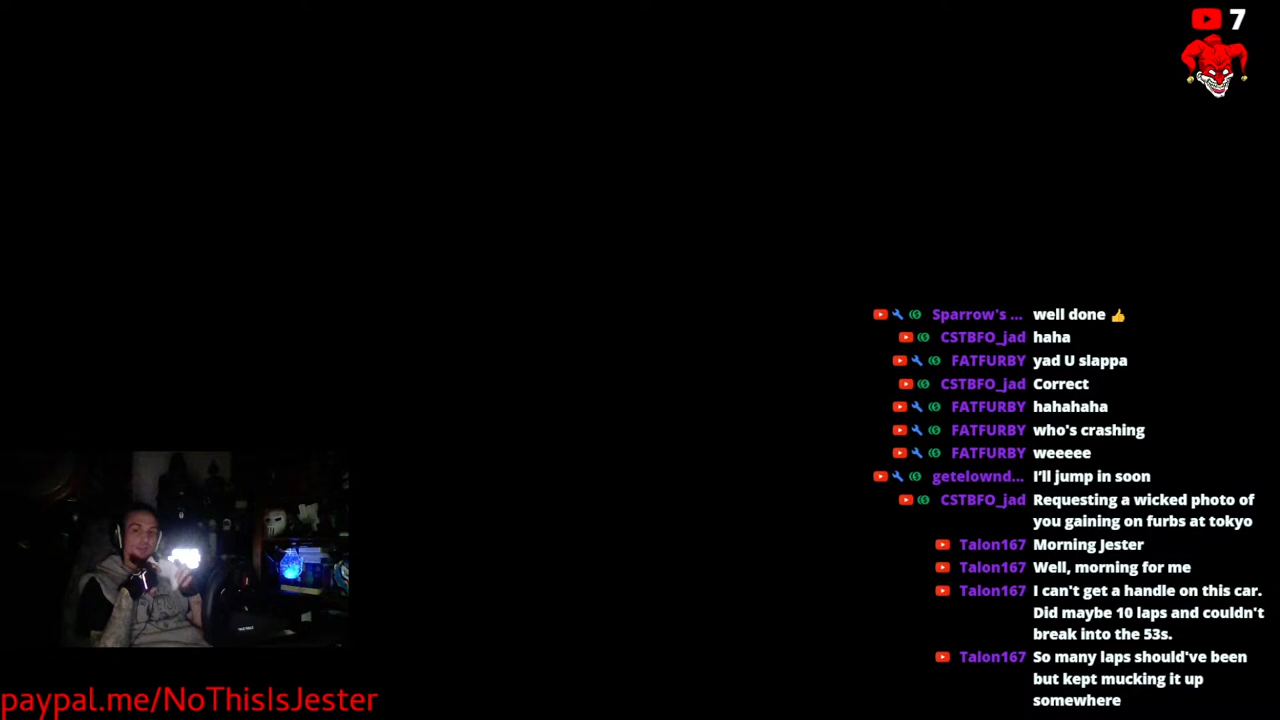 7
Sparrow's ... well done 👍
CSTBFO_jad haha
FATFURBY yad U slappa
CSTBFO_jad Correct
FATFURBY hahahaha
FATFURBY who's crashing
FATFURBY weeeee
getelownd... I'll jump in soon
CSTBFO_jad Requesting a wicked photo of
you gaining on furbs at tokyo
Talon167 Morning Jester
Talon167 Well, morning for me
Talon167 I can't get a handle on this car.
Did maybe 10 laps and couldn't
break into the 53s.
Talon167 So many laps should've been
but kept mucking it up
somewhere
paypal.me/NoThisIsJester